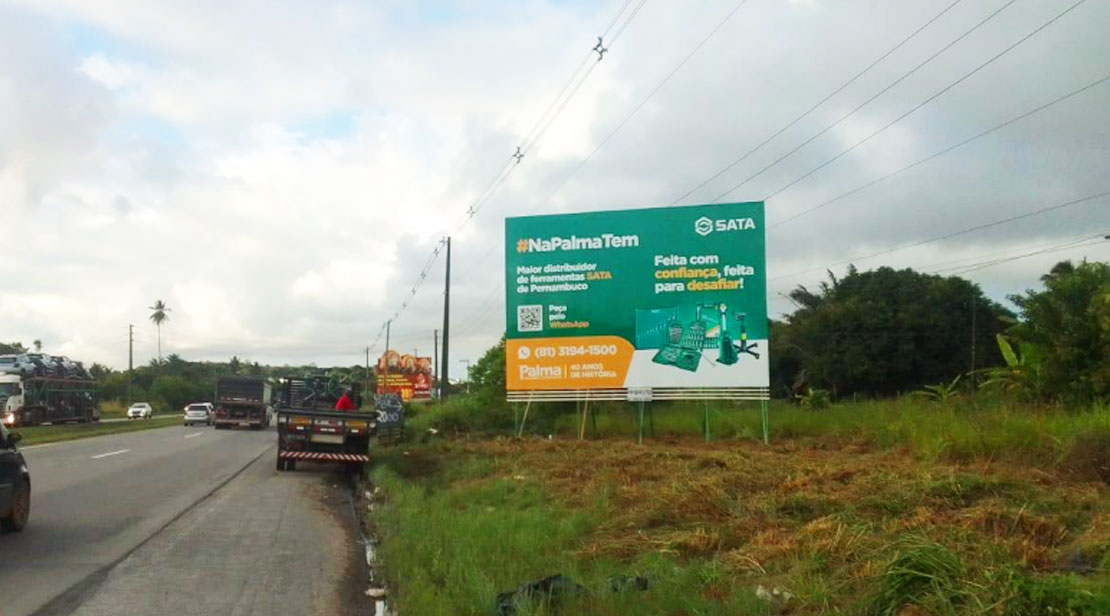 #NaPalmaTem
SATA
Maior distribuidor
de ferramentas SATA
de Pernambuco
Feita com
confiança, feita
para desafiar!
Peça
pelo
WhatsApp
(81) 3194-1500
Palma
40 ANOS
DE HISTÓRIA